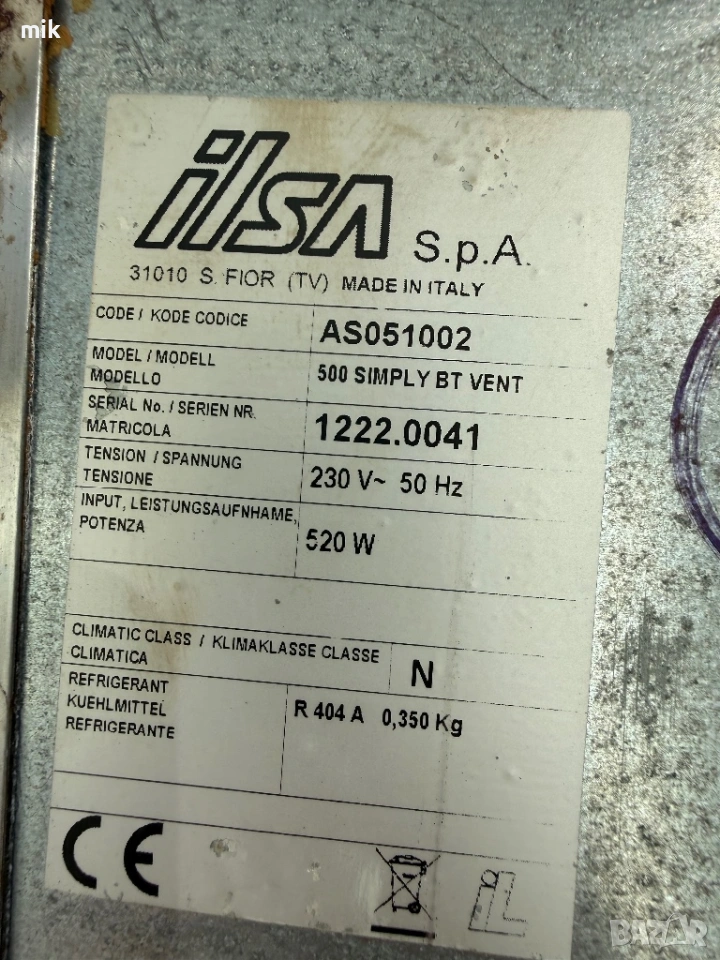 mik
ilsa S.p.A.
31010 S. FIOR (TV) MADE IN ITALY
CODE / KODE CODICE AS051002
MODEL / MODELL
MODELLO 500 SIMPLY BT VENT
SERIAL No. / SERIEN NR.
MATRICOLA 1222.0041
TENSION / SPANNUNG
TENSIONE 230 V~ 50 Hz
INPUT, LEISTUNGSAUFNHAME,
POTENZA 520 W
CLIMATIC CLASS / KLIMAKLASSE CLASSE
CLIMATICA N
REFRIGERANT
KUEHLMITTEL R 404 A 0,350 Kg
REFRIGERANTE
CE
IL
BAZAR